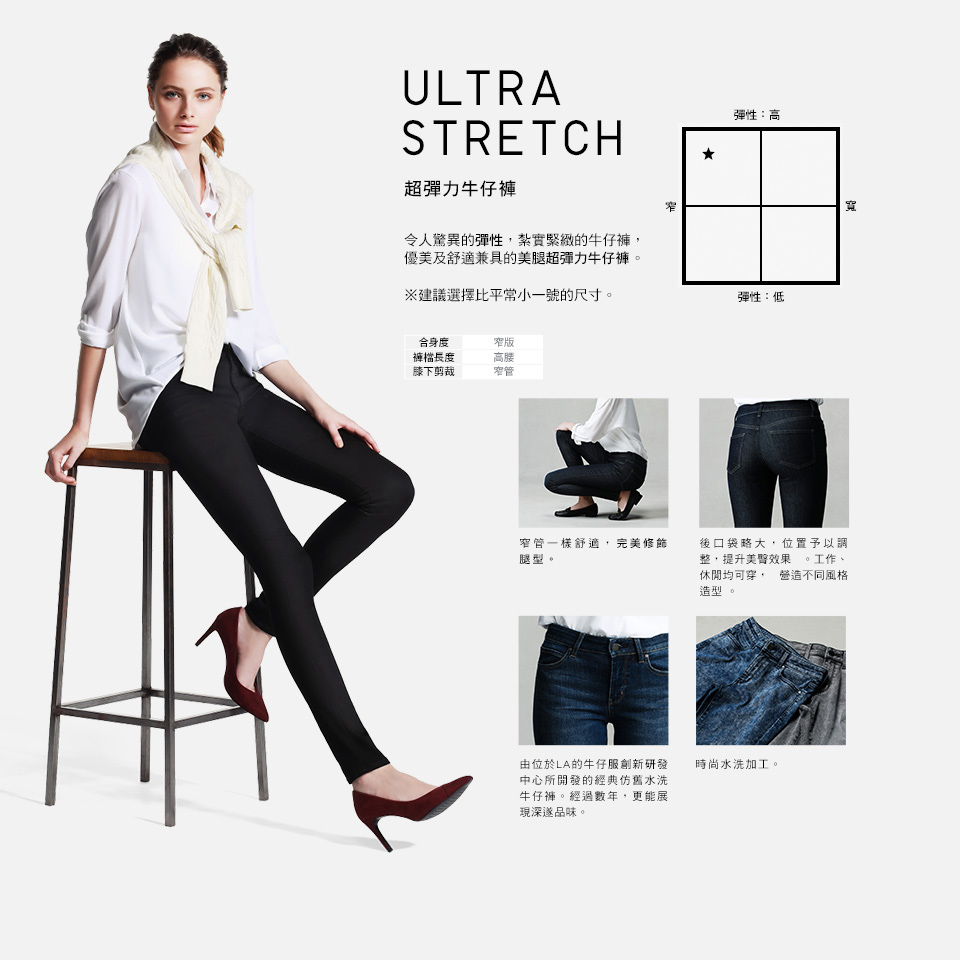 ULTRA
STRETCH
超彈力牛仔褲
令人驚異的彈性，紮實緊緻的牛仔褲，
優美及舒適兼具的美腿超彈力牛仔褲。
※建議選擇比平常小一號的尺寸。
合身度 窄版
褲檔長度 高腰
膝下剪裁 窄管
彈性：高
窄
寬
彈性：低
窄管一樣舒適，完美修飾
腿型。
後口袋略大，位置予以調
整，提升美臀效果 。工作、
休閒均可穿， 營造不同風格
造型 。
由位於LA的牛仔服創新研發
中心所開發的經典仿舊水洗
牛仔褲。經過數年，更能展
現深邃品味。
時尚水洗加工。